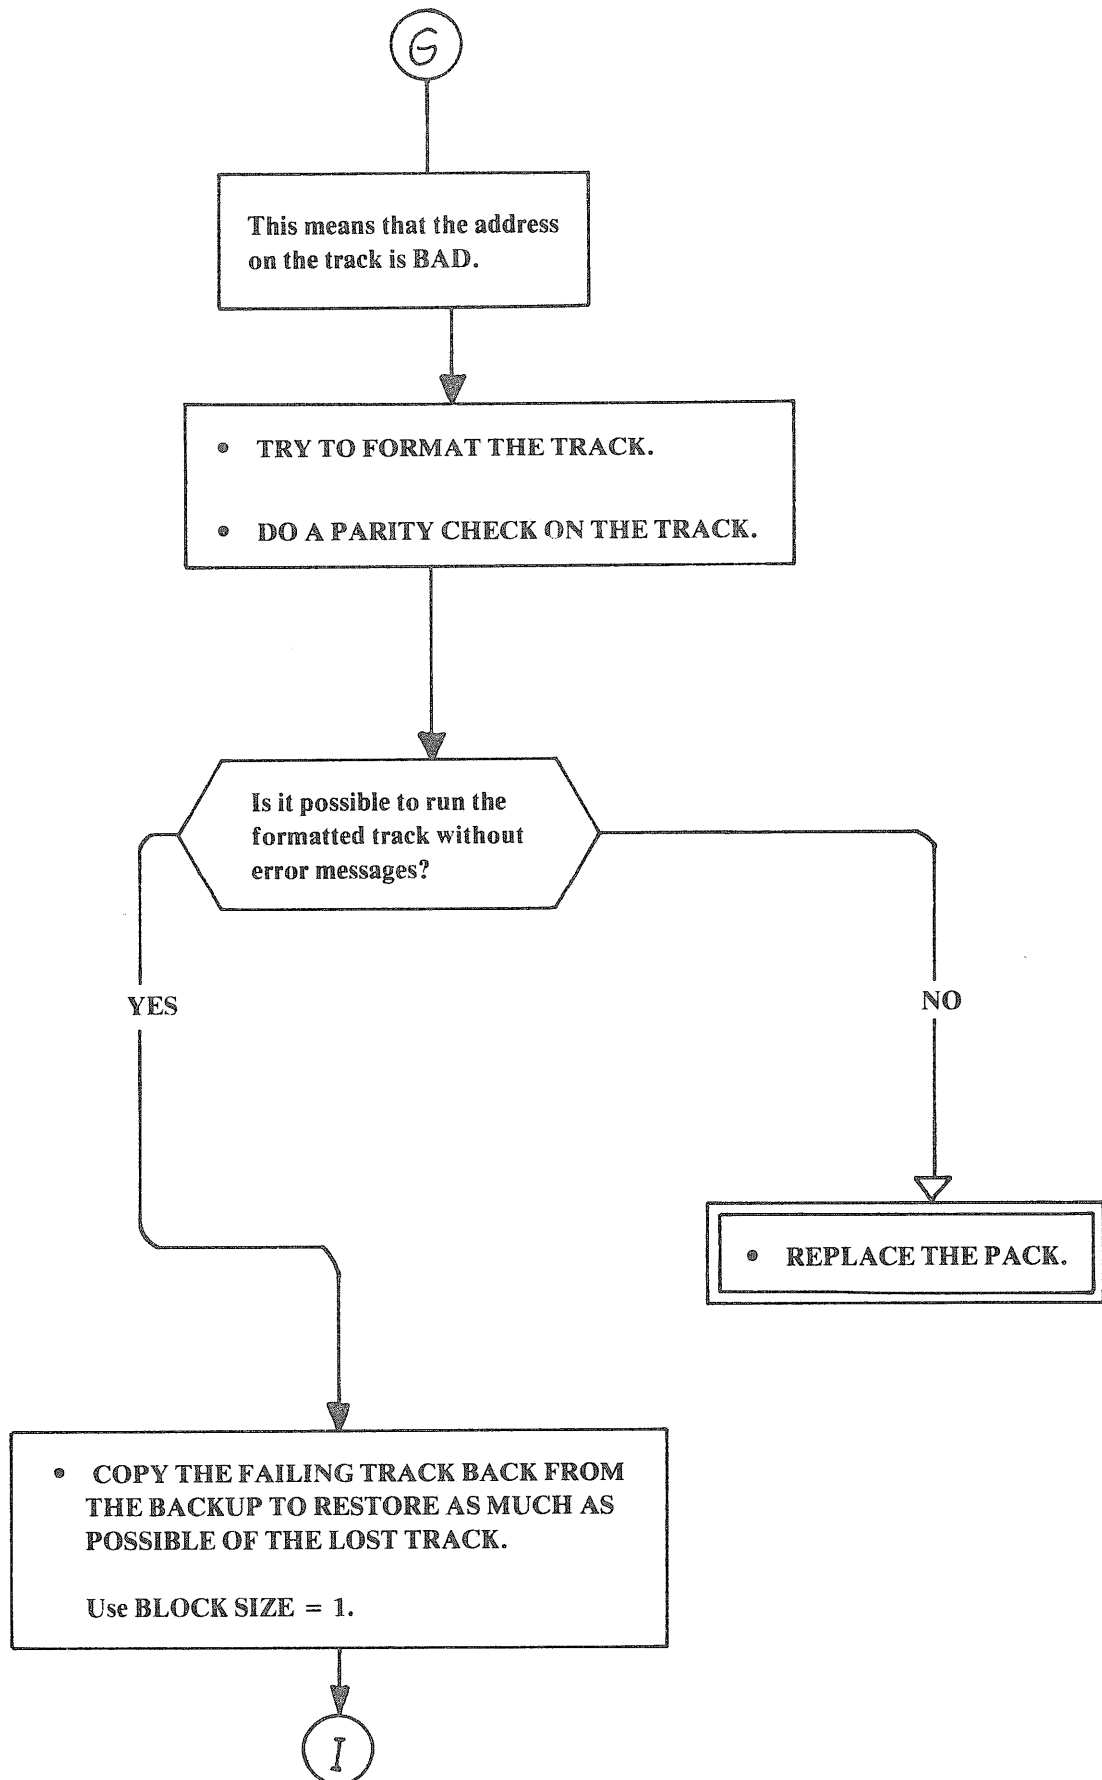 G
This means that the address
on the track is BAD.
• TRY TO FORMAT THE TRACK.
• DO A PARITY CHECK ON THE TRACK.
Is it possible to run the
formatted track without
error messages?
YES
NO
• REPLACE THE PACK.
• COPY THE FAILING TRACK BACK FROM
THE BACKUP TO RESTORE AS MUCH AS
POSSIBLE OF THE LOST TRACK.
Use BLOCK SIZE = 1.
I